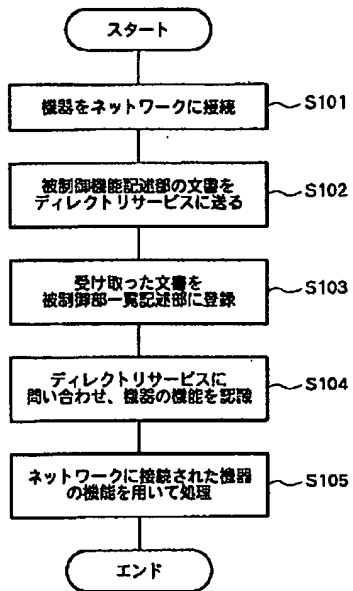 スタート
機器をネットワークに接続
S101
被制御機能記述部の文書を
ディレクトリサービスに送る
S102
受け取った文書を
被制御部一覧記述部に登録
S103
ディレクトリサービスに
問い合わせ、機器の機能を認識
S104
ネットワークに接続された機器
の機能を用いて処理
S105
エンド